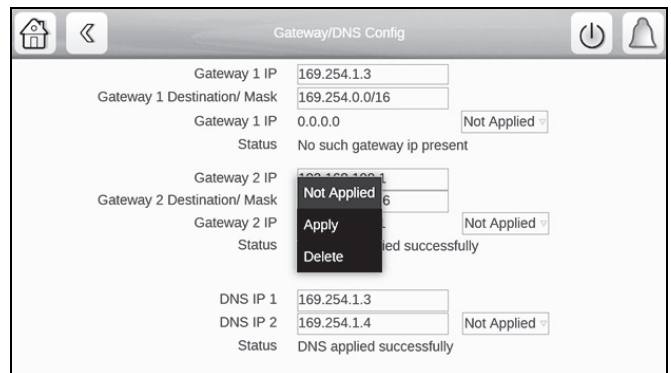 Gateway/DNS Config
Gateway 1 IP 169.254.1.3
Gateway 1 Destination/ Mask 169.254.0.0/16
Gateway 1 IP 0.0.0.0 Not Applied
Status No such gateway ip present
Gateway 2 IP
Gateway 2 Destination/ Mask 6
Gateway 2 IP Not Applied
Status ied successfully
Not Applied
Apply
Delete
DNS IP 1 169.254.1.3
DNS IP 2 169.254.1.4 Not Applied
Status DNS applied successfully